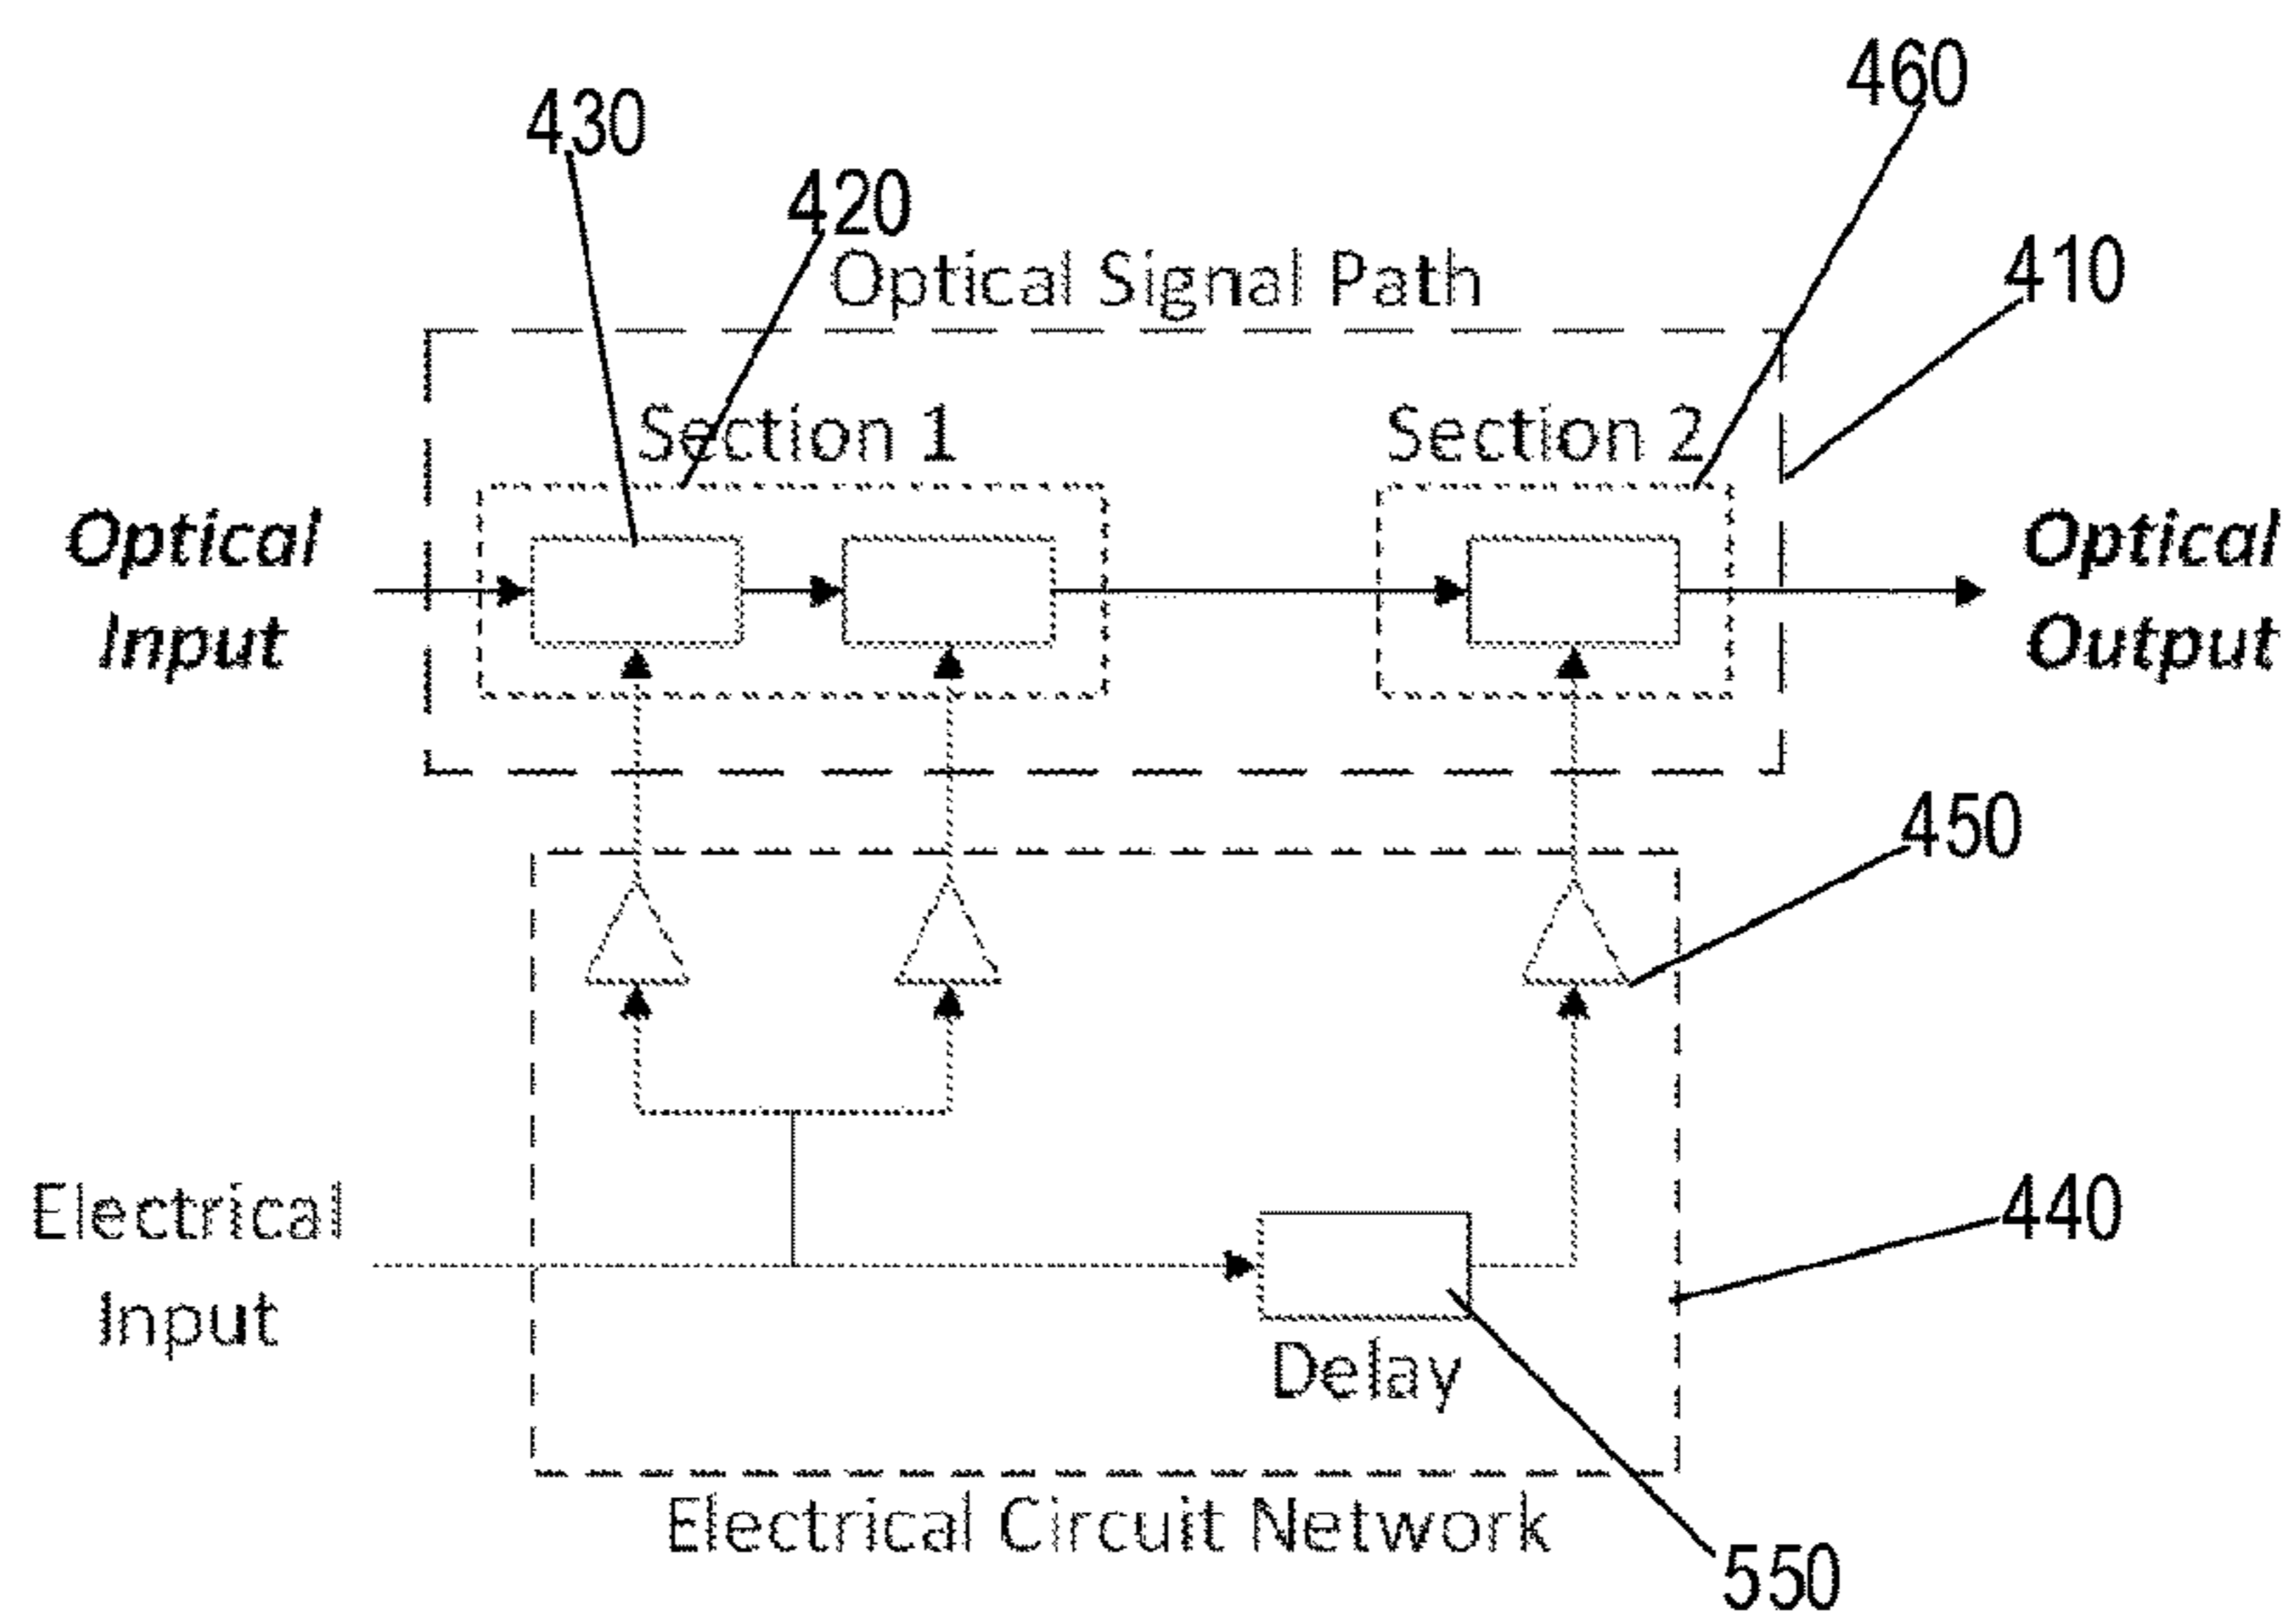 460
430
420
410
Optical Signal Path
Section 1
Section 2
Optical
Input
Optical
Output
450
Electrical
Input
440
Delay
Electrical Circuit Network
550